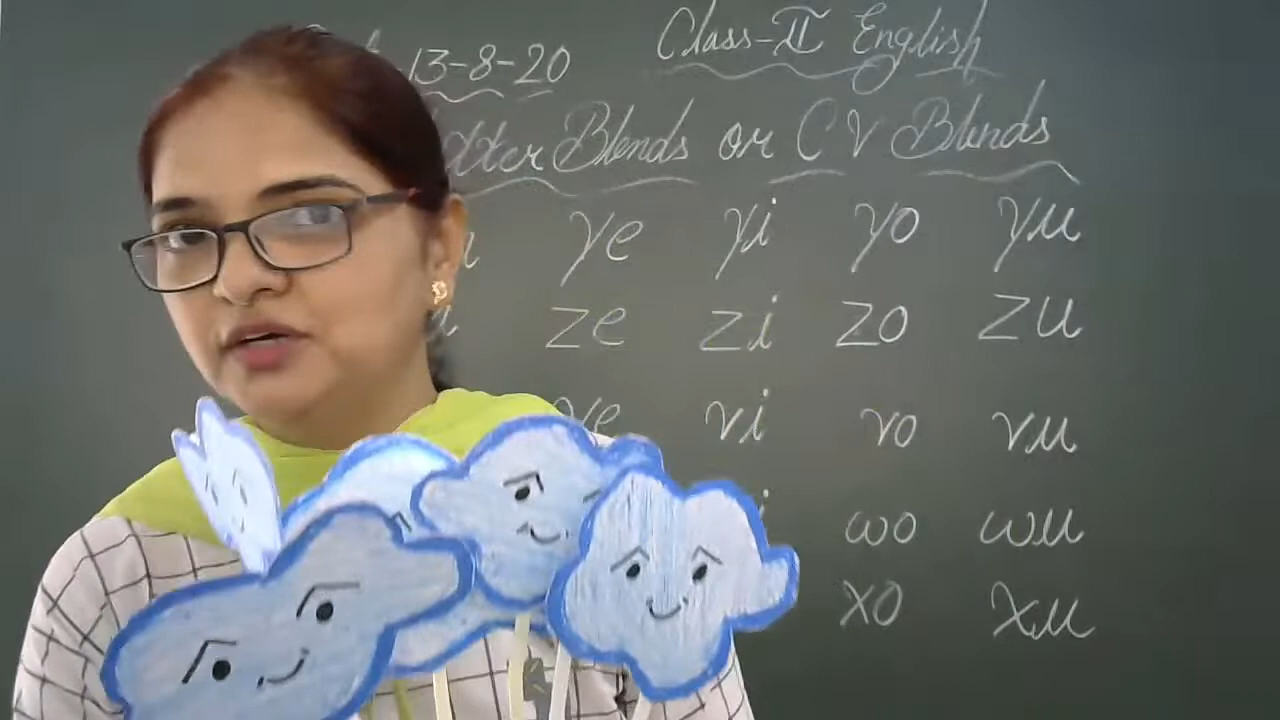 13-8-20 Class-II English
Blends or CV Blends
ye yi yo yu
ze zi zo zu
ve vi vo vu
wo wu
xo xu